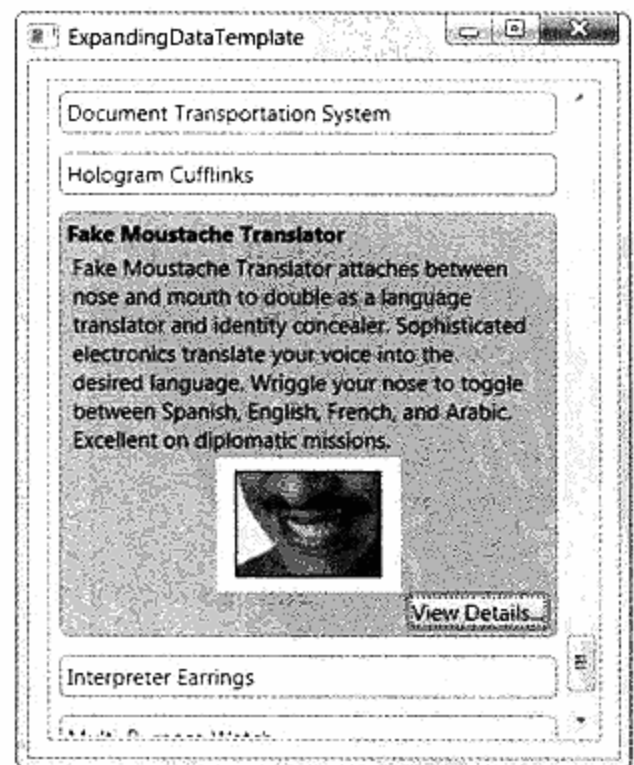 ExpandingDataTemplate
Document Transportation System
Hologram Cufflinks
Fake Moustache Translator
Fake Moustache Translator attaches between
nose and mouth to double as a language
translator and identity concealer. Sophisticated
electronics translate your voice into the
desired language. Wriggle your nose to toggle
between Spanish, English, French, and Arabic.
Excellent on diplomatic missions.
View Details...
Interpreter Earrings